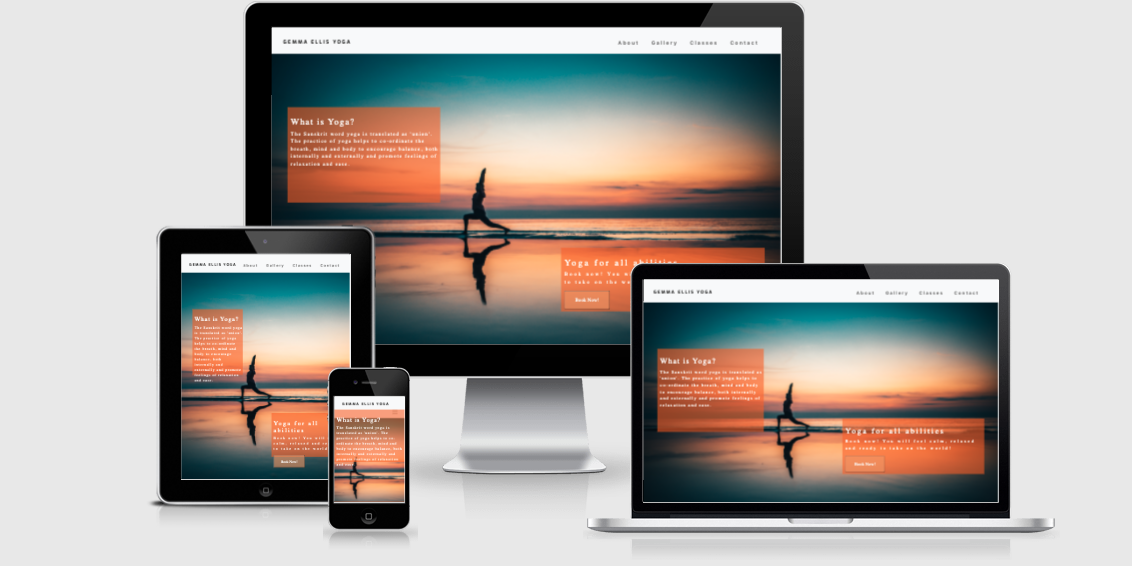 GEMMA ELLIS YOGA
About Gallery Classes Contact
What is Yoga?
The Sanskrit word yoga is translated as 'union'.
The practice of yoga helps to co-ordinate the
breath, mind and body to encourage balance, both
internally and externally and promote feelings of
relaxation and ease.
Yoga for all abilities
Book now! You wi
to take on the wo
Book Now!
GEMMA ELLIS YOGA
About Gallery Classes Contact
What is Yoga?
The Sanskrit word yoga
is translated as 'union'.
The practice of yoga
helps to co-ordinate
the breath, mind and
body to encourage
balance, both
internally and
externally and promote
feelings of relaxation
and ease.
Yoga for all
abilities
Book now! You will
calm, relaxed and re
to take on the world
Book Now!
GEMMA ELLIS YOGA
What is Yoga?
The Sanskrit word yoga is
translated as 'union'. The
practice of yoga helps to co-
ordinate the breath, mind and
body to encourage balance, both
internally and externally and
promote feelings of relaxation
and ease.
GEMMA ELLIS YOGA
About Gallery Classes Contact
What is Yoga?
The Sanskrit word yoga is translated as
'union'. The practice of yoga helps to
co-ordinate the breath, mind and body
to encourage balance, both internally
and externally and promote feelings of
relaxation and ease.
Yoga for all abilities
Book now! You will feel calm, relaxed
and ready to take on the world?
Book Now!